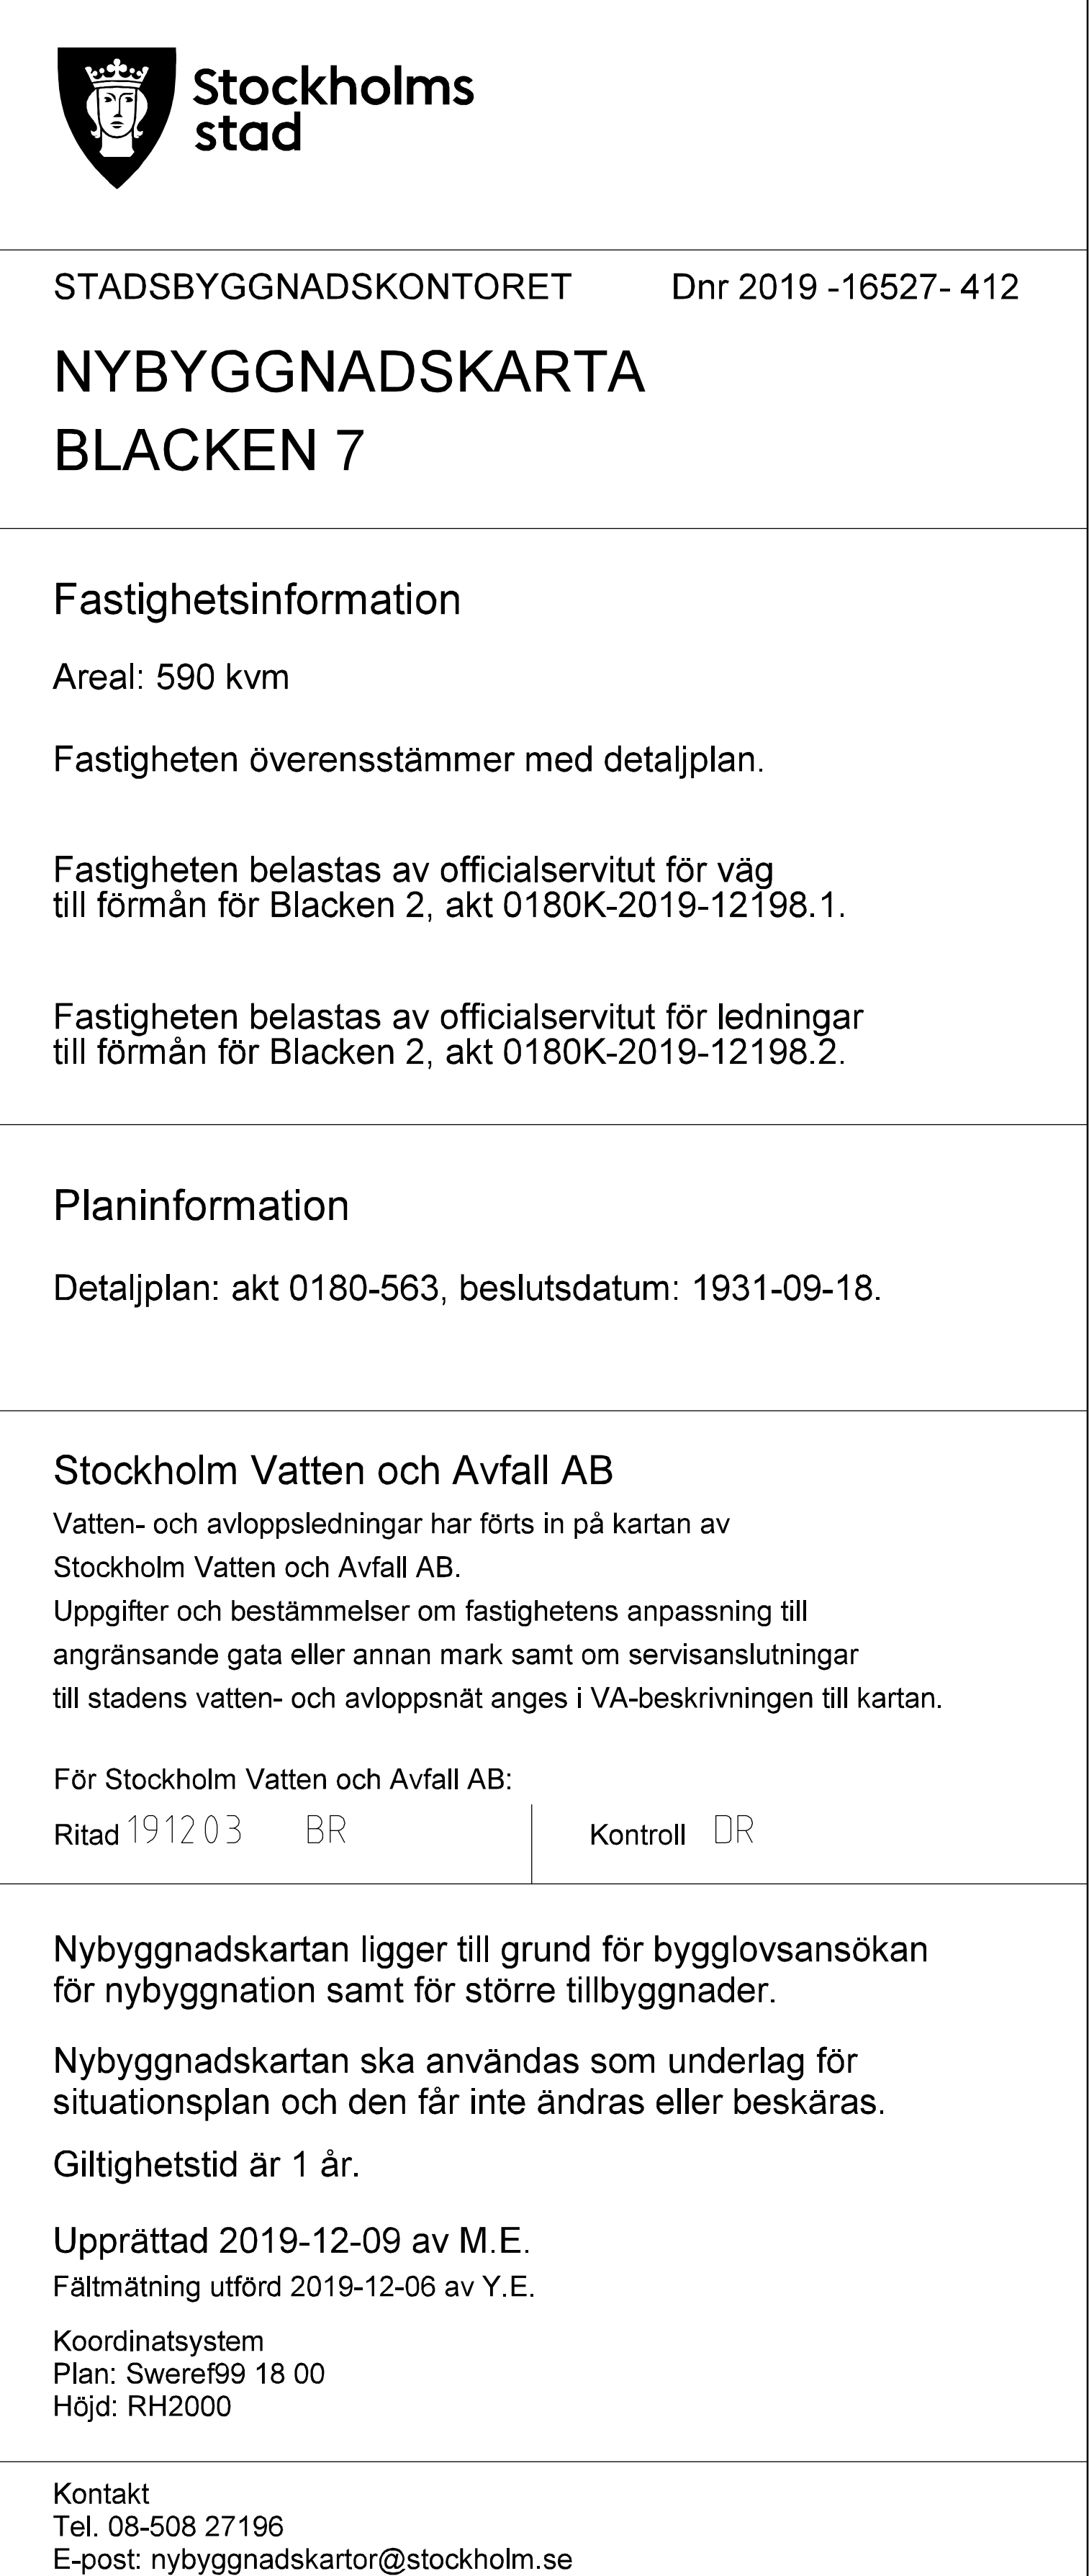 Stockholms
stad
STADSBYGGNADSKONTORET Dnr 2019 -16527- 412
NYBYGGNADSKARTA
BLACKEN 7
Fastighetsinformation
Areal: 590 kvm
Fastigheten överensstämmer med detaljplan.
Fastigheten belastas av officialservitut för väg
till förmån för Blacken 2, akt 0180K-2019-12198.1.
Fastigheten belastas av officialservitut för ledningar
till förmån för Blacken 2, akt 0180K-2019-12198.2.
Planinformation
Detaljplan: akt 0180-563, beslutsdatum: 1931-09-18.
Stockholm Vatten och Avfall AB
Vatten- och avloppsledningar har förts in på kartan av
Stockholm Vatten och Avfall AB.
Uppgifter och bestämmelser om fastighetens anpassning till
angränsande gata eller annan mark samt om servisanslutningar
till stadens vatten- och avloppsnät anges i VA-beskrivningen till kartan.
För Stockholm Vatten och Avfall AB:
Ritad 191203 BR Kontroll DR
Nybyggnadskartan ligger till grund för bygglovsansökan
för nybyggnation samt för större tillbyggnader.
Nybyggnadskartan ska användas som underlag för
situationsplan och den får inte ändras eller beskäras.
Giltighetstid är 1 år.
Upprättad 2019-12-09 av M.E.
Fältmätning utförd 2019-12-06 av Y.E.
Koordinatsystem
Plan: Sweref99 18 00
Höjd: RH2000
Kontakt
Tel. 08-508 27196
E-post: nybyggnadskartor@stockholm.se